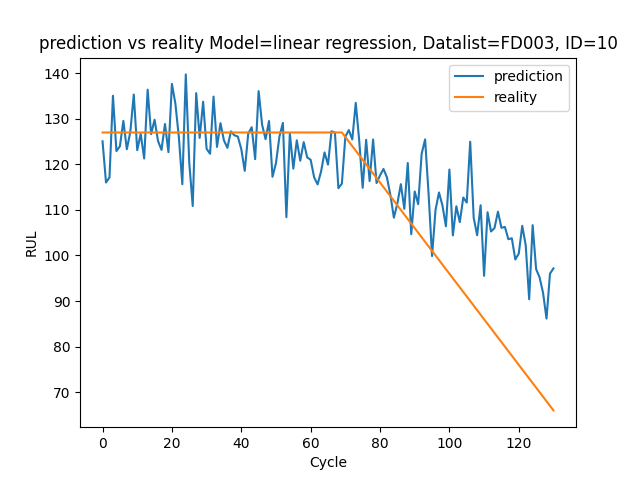 prediction vs reality Model=linear regression, Datalist=FD003, ID=10
prediction
reality
RUL
140
130
120
110
100
90
80
70
0 20 40 60 80 100 120
Cycle